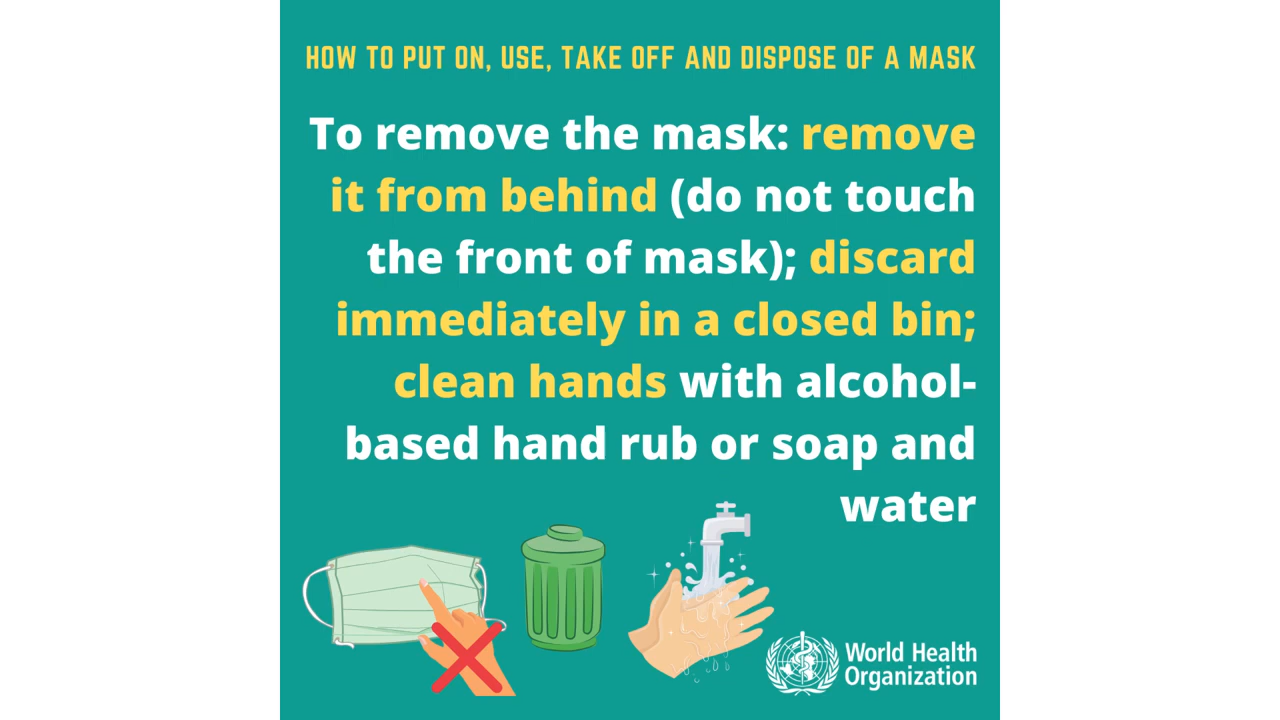 HOW TO PUT ON, USE, TAKE OFF AND DISPOSE OF A MASK
To remove the mask: remove
it from behind (do not touch
the front of mask); discard
immediately in a closed bin;
clean hands with alcohol-
based hand rub or soap and
water
World Health
Organization